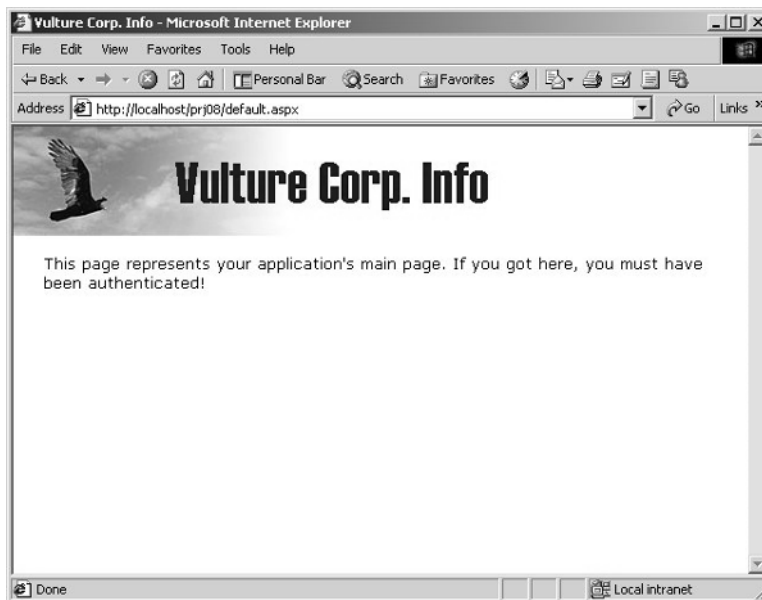 Vulture Corp. Info - Microsoft Internet Explorer
File Edit View Favorites Tools Help
Back Personal Bar Search Favorites
Address http://localhost/prj08/default.aspx Go Links »
Vulture Corp. Info
This page represents your application's main page. If you got here, you must have
been authenticated!
Done Local intranet